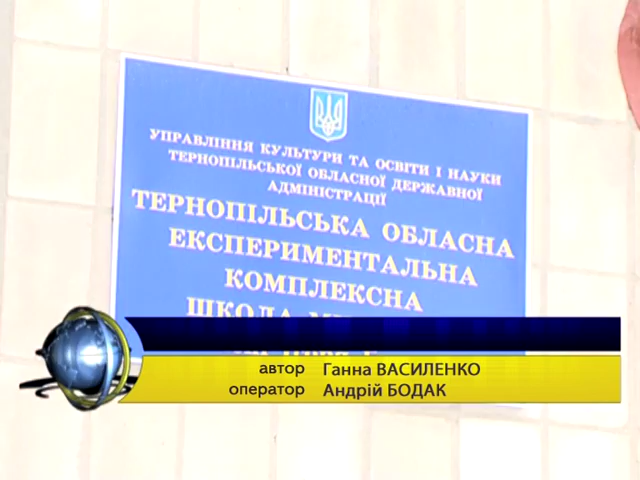 УПРАВЛІННЯ КУЛЬТУРИ ТА ОСВІТИ І НАУКИ
ТЕРНОПІЛЬСЬКОЇ ОБЛАСНОЇ ДЕРЖАВНОЇ
АДМІНІСТРАЦІЇ
ТЕРНОПІЛЬСЬКА ОБЛАСНА
ЕКСПЕРИМЕНТАЛЬНА
КОМПЛЕКСНА
ШКОЛА
автор Ганна ВАСИЛЕНКО
оператор Андрій БОДАК